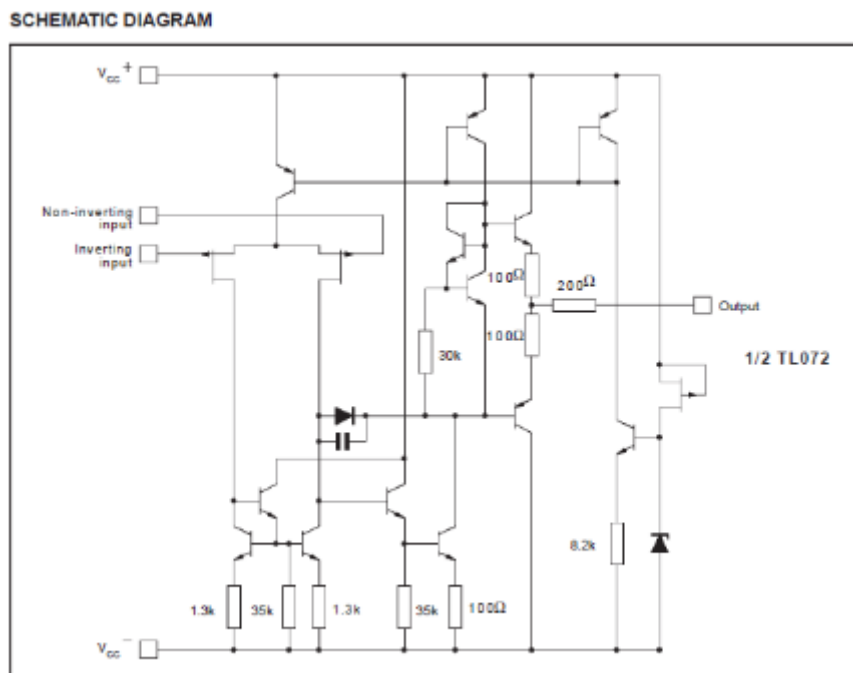 SCHEMATIC DIAGRAM
VCC+
Non-inverting
input
Inverting
input
100Ω
200Ω
Output
100Ω
30k
1/2 TL072
8.2k
1.3k
35k
1.3k
35k
100Ω
VCC−